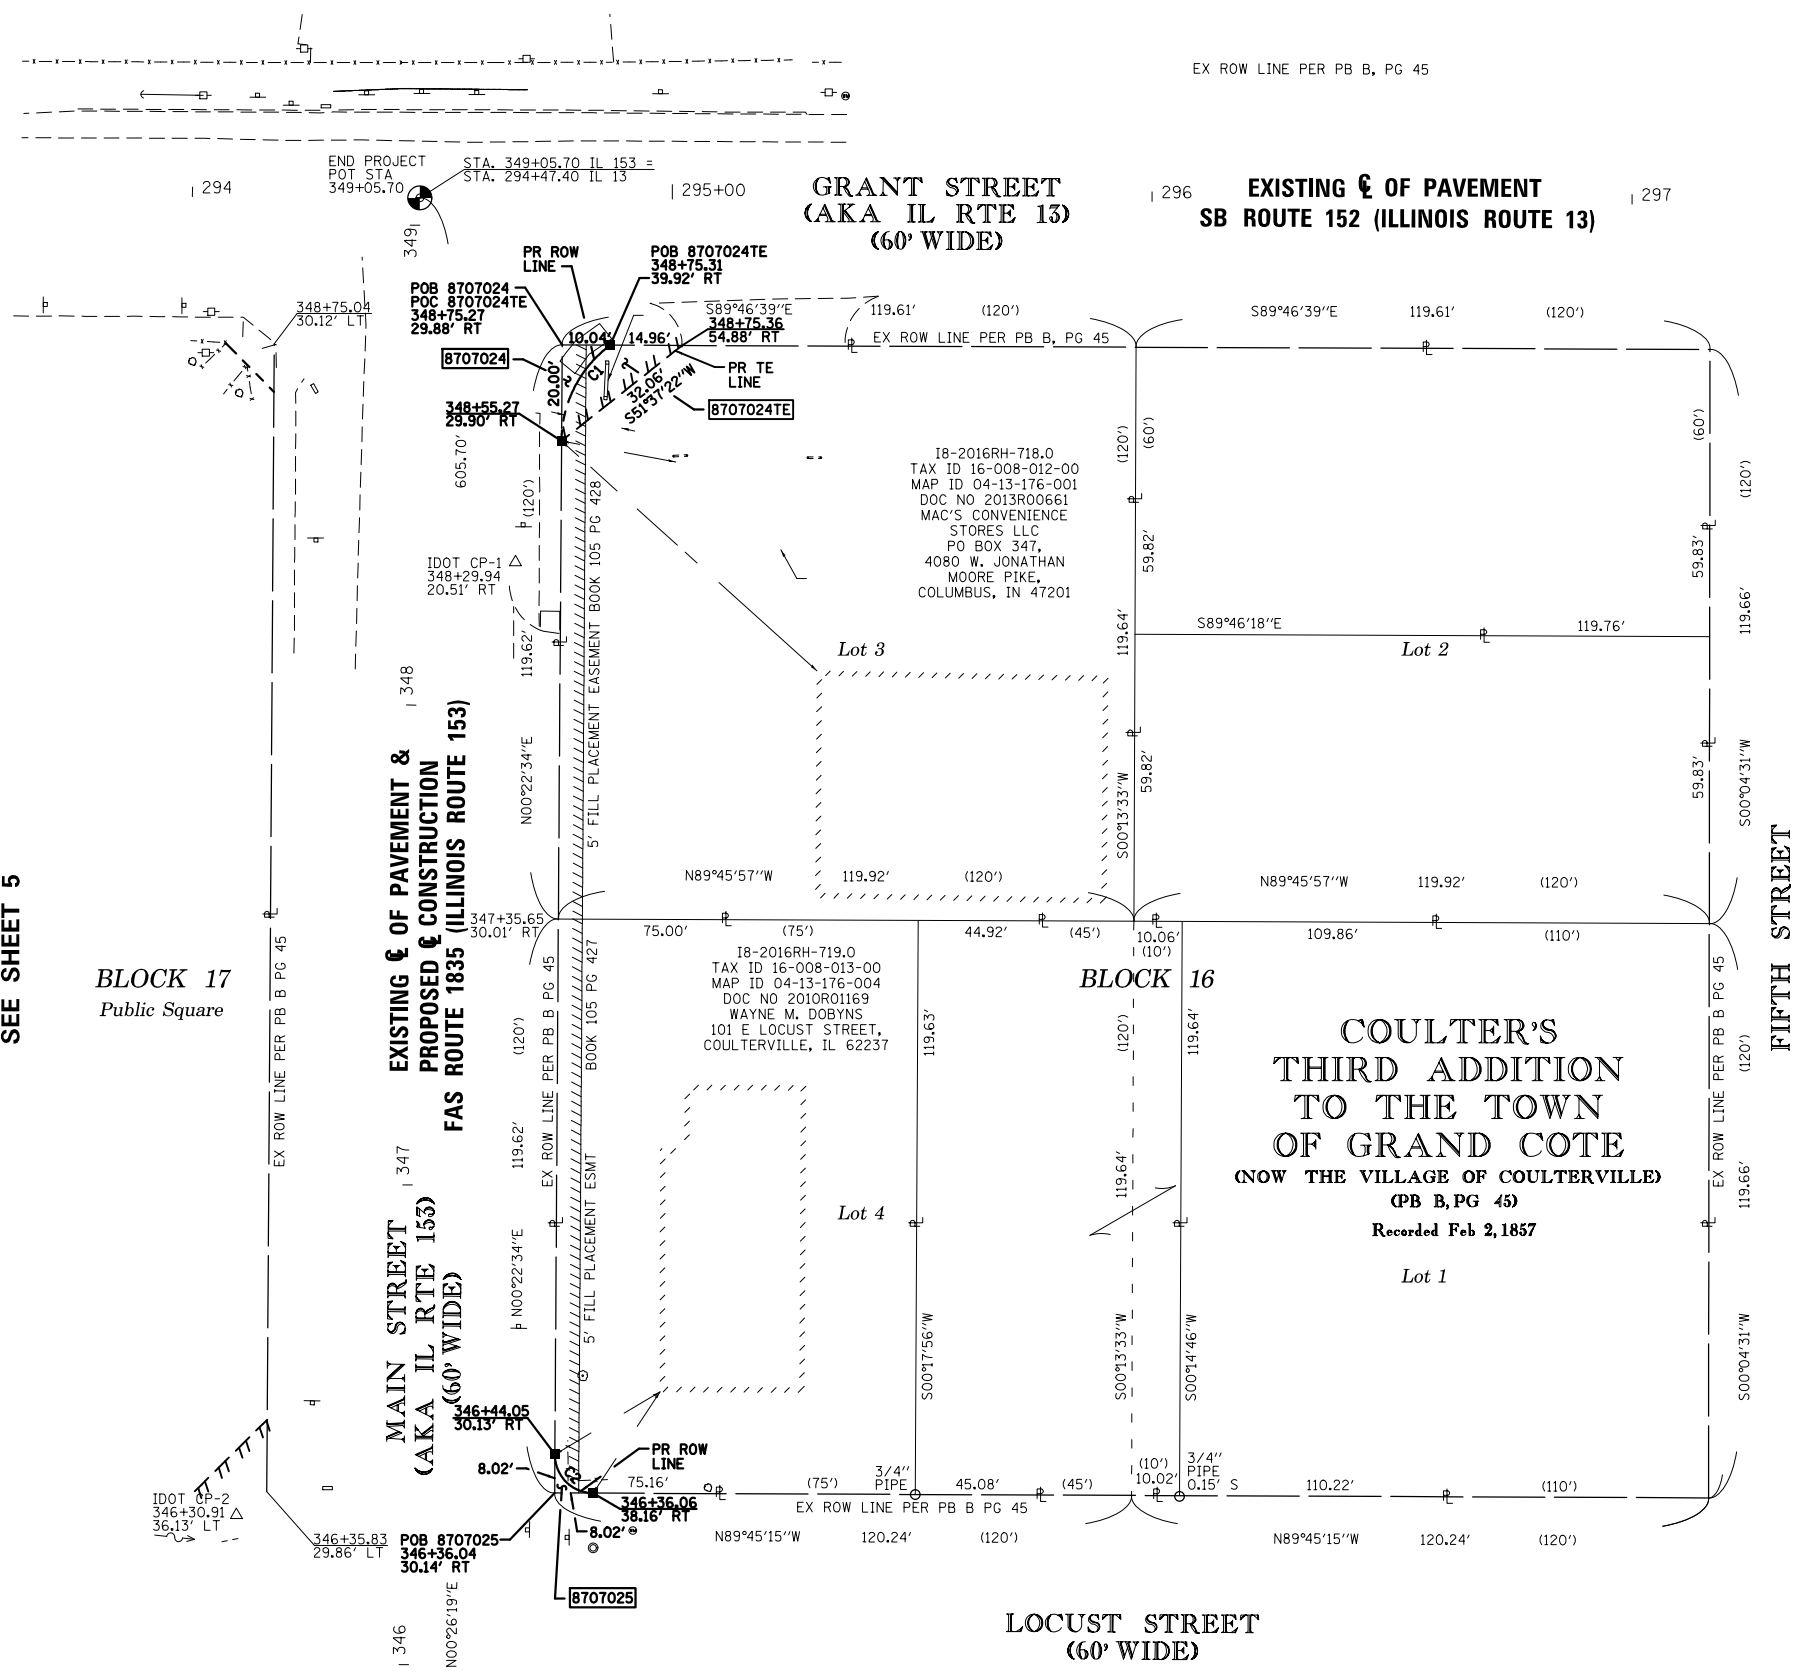 EX ROW LINE PER PB B, PG 45
END PROJECT
POT STA
349+05.70
STA. 349+05.70 IL 153 =
STA. 294+47.40 IL 13
294
295+00
296
297
GRANT STREET
(AKA IL RTE 13)
(60' WIDE)
EXISTING ℄ OF PAVEMENT
SB ROUTE 152 (ILLINOIS ROUTE 13)
349
PR ROW
LINE
POB 8707024TE
348+75.31
39.92' RT
POB 8707024
POC 8707024TE
348+75.27
29.88' RT
348+75.04
30.12' LT
S89°46'39"E
119.61'
(120')
348+75.36
54.88' RT
EX ROW LINE PER PB B, PG 45
S89°46'39"E
119.61'
(120')
10.04'
14.96'
8707024
20.00'
C1
32.06'
S51°37'22"W
PR TE
LINE
8707024TE
348+55.27
29.90' RT
605.70'
(120')
(120')
(60')
(60')
(120')
I8-2016RH-718.0
TAX ID 16-008-012-00
MAP ID 04-13-176-001
DOC NO 2013R00661
MAC'S CONVENIENCE
STORES LLC
PO BOX 347,
4080 W. JONATHAN
MOORE PIKE,
COLUMBUS, IN 47201
59.82'
59.83'
IDOT CP-1
348+29.94
20.51' RT
119.62'
119.64'
119.66'
5' FILL PLACEMENT EASEMENT BOOK 105 PG 428
S89°46'18"E
119.76'
Lot 3
Lot 2
348
N00°22'34"E
S00°13'33"W
59.82'
59.83'
S00°04'31"W
EXISTING ℄ OF PAVEMENT &
PROPOSED ℄ CONSTRUCTION
FAS ROUTE 1835 (ILLINOIS ROUTE 153)
SEE SHEET 5
FIFTH STREET
N89°45'57"W
119.92'
(120')
N89°45'57"W
119.92'
(120')
347+35.65
30.01' RT
75.00'
(75')
44.92'
(45')
10.06'
(10')
109.86'
(110')
BLOCK 17
Public Square
EX ROW LINE PER PB B PG 45
EX ROW LINE PER PB B PG 45
(120')
119.62'
N00°22'34"E
BOOK 105 PG 427
5' FILL PLACEMENT ESMT
I8-2016RH-719.0
TAX ID 16-008-013-00
MAP ID 04-13-176-004
DOC NO 2010R01169
WAYNE M. DOBYNS
101 E LOCUST STREET,
COULTERVILLE, IL 62237
BLOCK 16
119.63'
(120')
119.64'
119.64'
EX ROW LINE PER PB B PG 45
(120')
119.66'
COULTER'S
THIRD ADDITION
TO THE TOWN
OF GRAND COTE
(NOW THE VILLAGE OF COULTERVILLE)
(PB B, PG 45)
Recorded Feb 2, 1857
347
MAIN STREET
(AKA IL RTE 153)
(60' WIDE)
Lot 4
Lot 1
S00°17'56"W
S00°13'33"W
S00°14'46"W
S00°04'31"W
346+44.05
30.13' RT
8.02'
C2
PR ROW
LINE
75.16'
(75')
3/4"
PIPE
45.08'
(45')
(10')
10.02'
3/4"
PIPE
0.15' S
110.22'
(110')
346+36.06
38.16' RT
EX ROW LINE PER PB B PG 45
IDOT CP-2
346+30.91
36.13' LT
346+35.83
29.86' LT
POB 8707025
346+36.04
30.14' RT
8.02'
N89°45'15"W
120.24'
(120')
N89°45'15"W
120.24'
(120')
8707025
346
N00°26'19"E
LOCUST STREET
(60' WIDE)